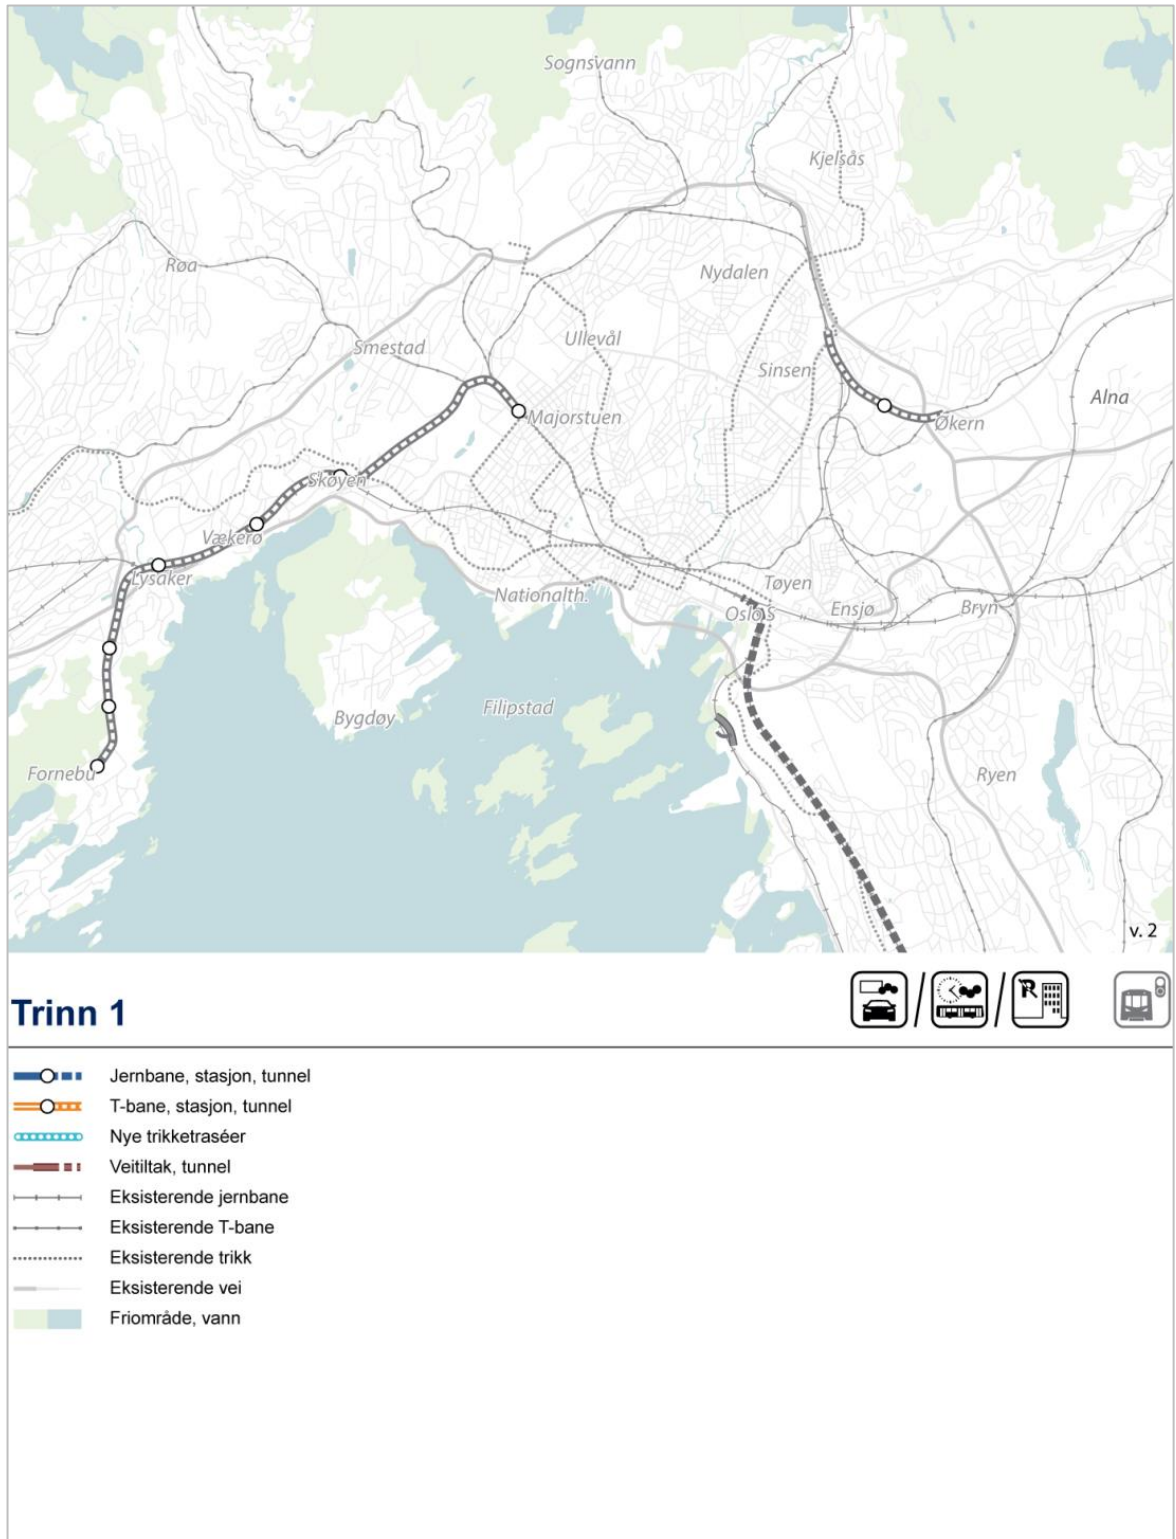 Sognsvann
Kjelsås
Røa
Nydalen
Ullevål
Smestad
Sinsen
Alna
Majorstuen
Økern
Skøyen
Vækerø
Lysaker
Tøyen
Nationalth.
Oslo S
Ensjø
Bryn
Bygdøy
Filipstad
Fornebu
Ryen
v. 2
Trinn 1
Jernbane, stasjon, tunnel
T-bane, stasjon, tunnel
Nye trikketraséer
Veitiltak, tunnel
Eksisterende jernbane
Eksisterende T-bane
Eksisterende trikk
Eksisterende vei
Friområde, vann